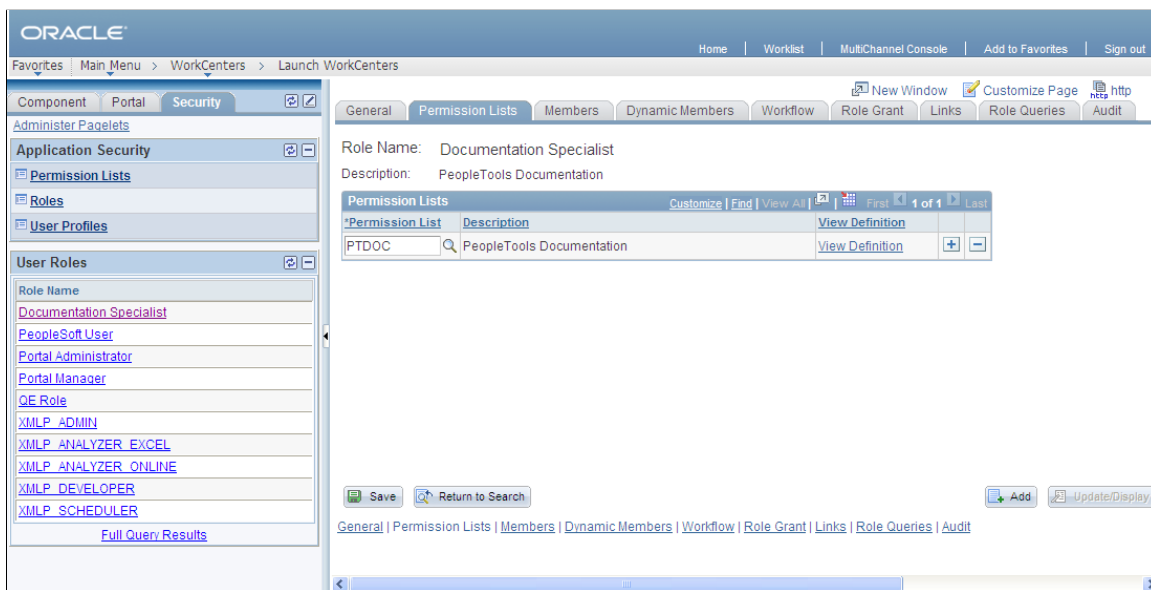 ORACLE
Home | Worklist | MultiChannel Console | Add to Favorites | Sign out
Favorites | Main Menu > WorkCenters > Launch WorkCenters
Component Portal Security
Administer Pagelets
Application Security
Permission Lists
Roles
User Profiles
User Roles
Role Name
Documentation Specialist
PeopleSoft User
Portal Administrator
Portal Manager
QE Role
XMLP_ADMIN
XMLP_ANALYZER_EXCEL
XMLP_ANALYZER_ONLINE
XMLP_DEVELOPER
XMLP_SCHEDULER
Full Query Results
New Window Customize Page http
General Permission Lists Members Dynamic Members Workflow Role Grant Links Role Queries Audit
Role Name: Documentation Specialist
Description: PeopleTools Documentation
Permission Lists Customize | Find | View All | | First 1 of 1 Last
*Permission List Description View Definition
PTDOC PeopleTools Documentation View Definition
Save Return to Search Add Update/Display
General | Permission Lists | Members | Dynamic Members | Workflow | Role Grant | Links | Role Queries | Audit